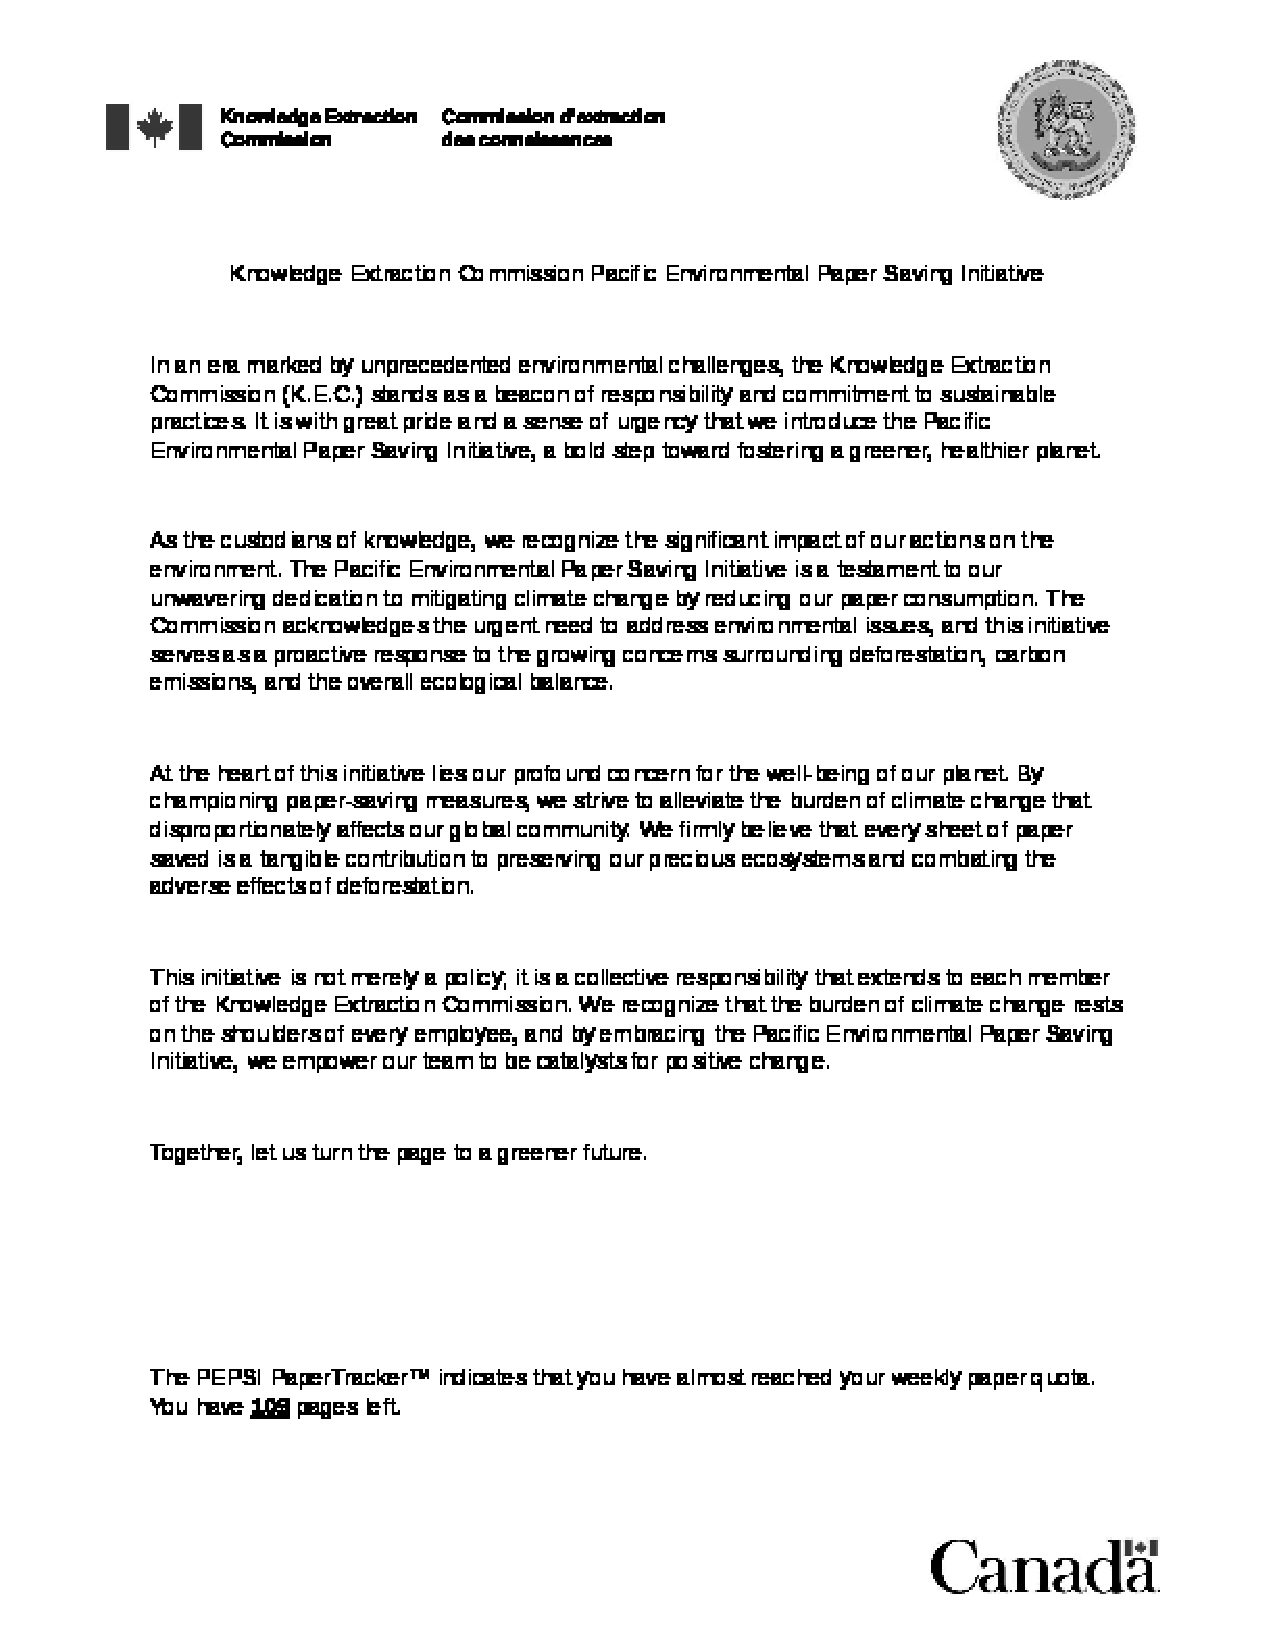 Knowledge Extraction Commission d'extraction
Commission des connaissances
Knowledge Extraction Commission Pacific Environmental Paper Saving Initiative
In an era marked by unprecedented environmental challenges, the Knowledge Extraction
Commission (K.E.C.) stands as a beacon of responsibility and commitment to sustainable
practices. It is with great pride and a sense of urgency that we introduce the Pacific
Environmental Paper Saving Initiative, a bold step toward fostering a greener, healthier planet.
As the custodians of knowledge, we recognize the significant impact of our actions on the
environment. The Pacific Environmental Paper Saving Initiative is a testament to our
unwavering dedication to mitigating climate change by reducing our paper consumption. The
Commission acknowledges the urgent need to address environmental issues, and this initiative
serves as a proactive response to the growing concerns surrounding deforestation, carbon
emissions, and the overall ecological balance.
At the heart of this initiative lies our profound concern for the well-being of our planet. By
championing paper-saving measures, we strive to alleviate the burden of climate change that
disproportionately affects our global community. We firmly believe that every sheet of paper
saved is a tangible contribution to preserving our precious ecosystems and combating the
adverse effects of deforestation.
This initiative is not merely a policy; it is a collective responsibility that extends to each member
of the Knowledge Extraction Commission. We recognize that the burden of climate change rests
on the shoulders of every employee, and by embracing the Pacific Environmental Paper Saving
Initiative, we empower our team to be catalysts for positive change.
Together, let us turn the page to a greener future.
The PEPSI PaperTracker™ indicates that you have almost reached your weekly paper quota.
You have 109 pages left.
Canada